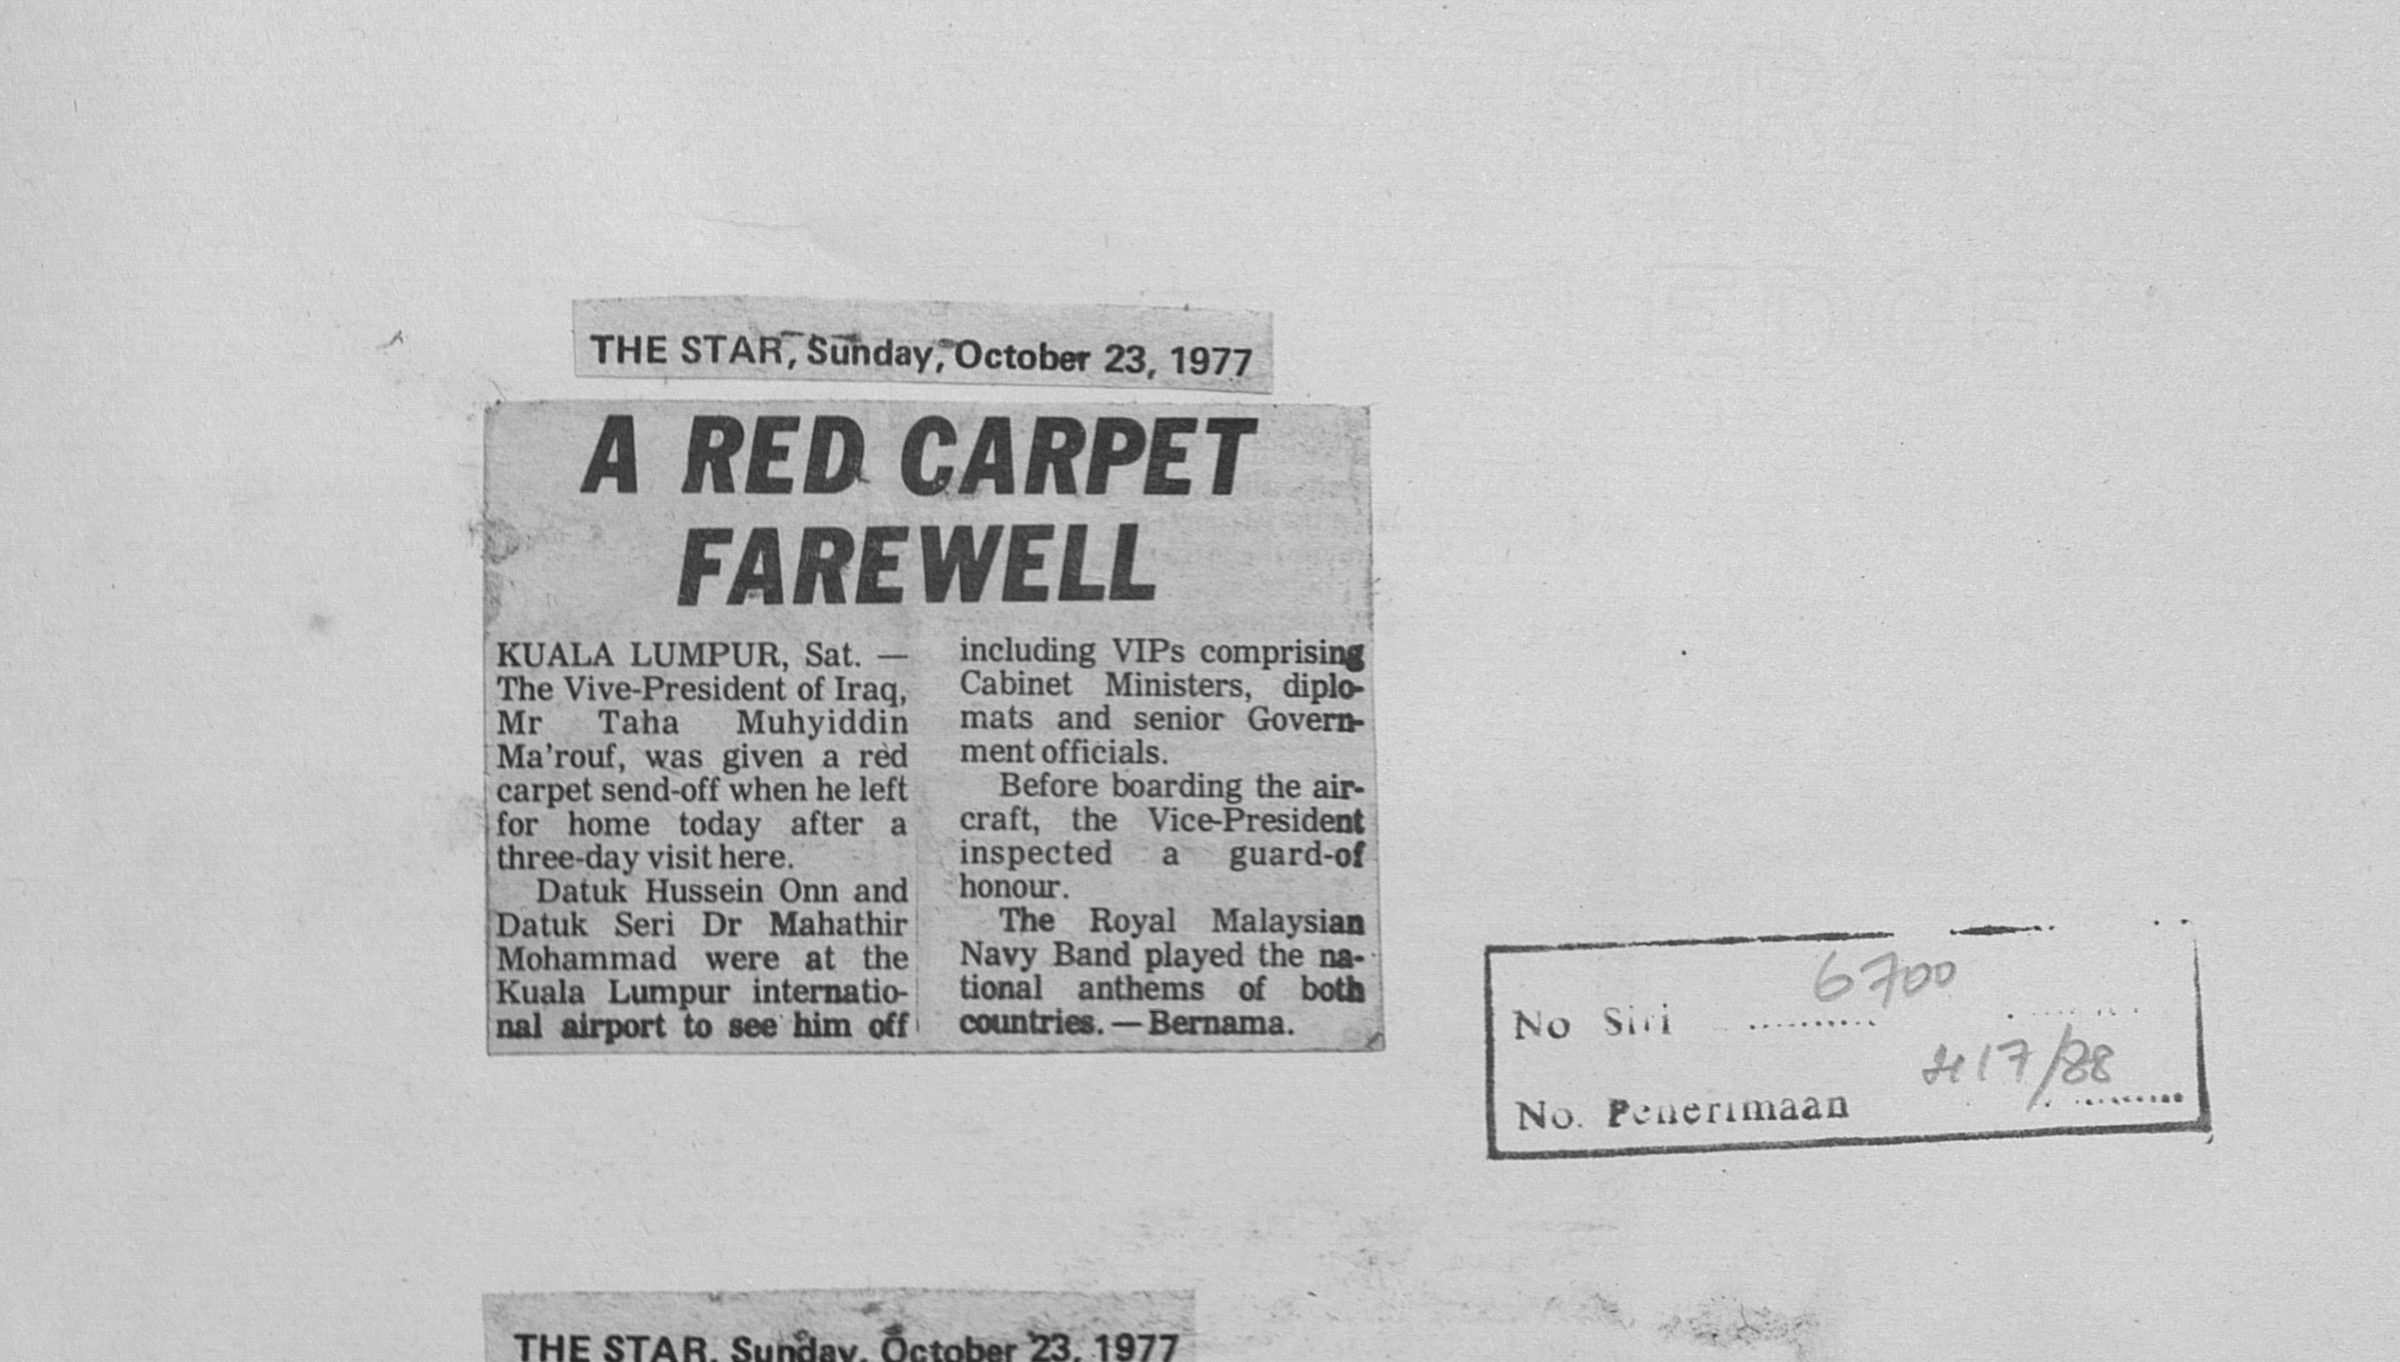 THE STAR, Sunday, October 23, 1977
A RED CARPET
FAREWELL
KUALA LUMPUR, Sat. —
The Vive-President of Iraq,
Mr Taha Muhyiddin
Ma'rouf, was given a red
carpet send-off when he left
for home today after a
three-day visit here.
Datuk Hussein Onn and
Datuk Seri Dr Mahathir
Mohammad were at the
Kuala Lumpur internatio-
nal airport to see him off
including VIPs comprising
Cabinet Ministers, diplo-
mats and senior Govern-
ment officials.
Before boarding the air-
craft, the Vice-President
inspected a guard-of
honour.
The Royal Malaysian
Navy Band played the na-
tional anthems of both
countries. — Bernama.
6700
No Siri
417/88
No. Penerimaan
THE STAR, Sunday, October 23, 1977